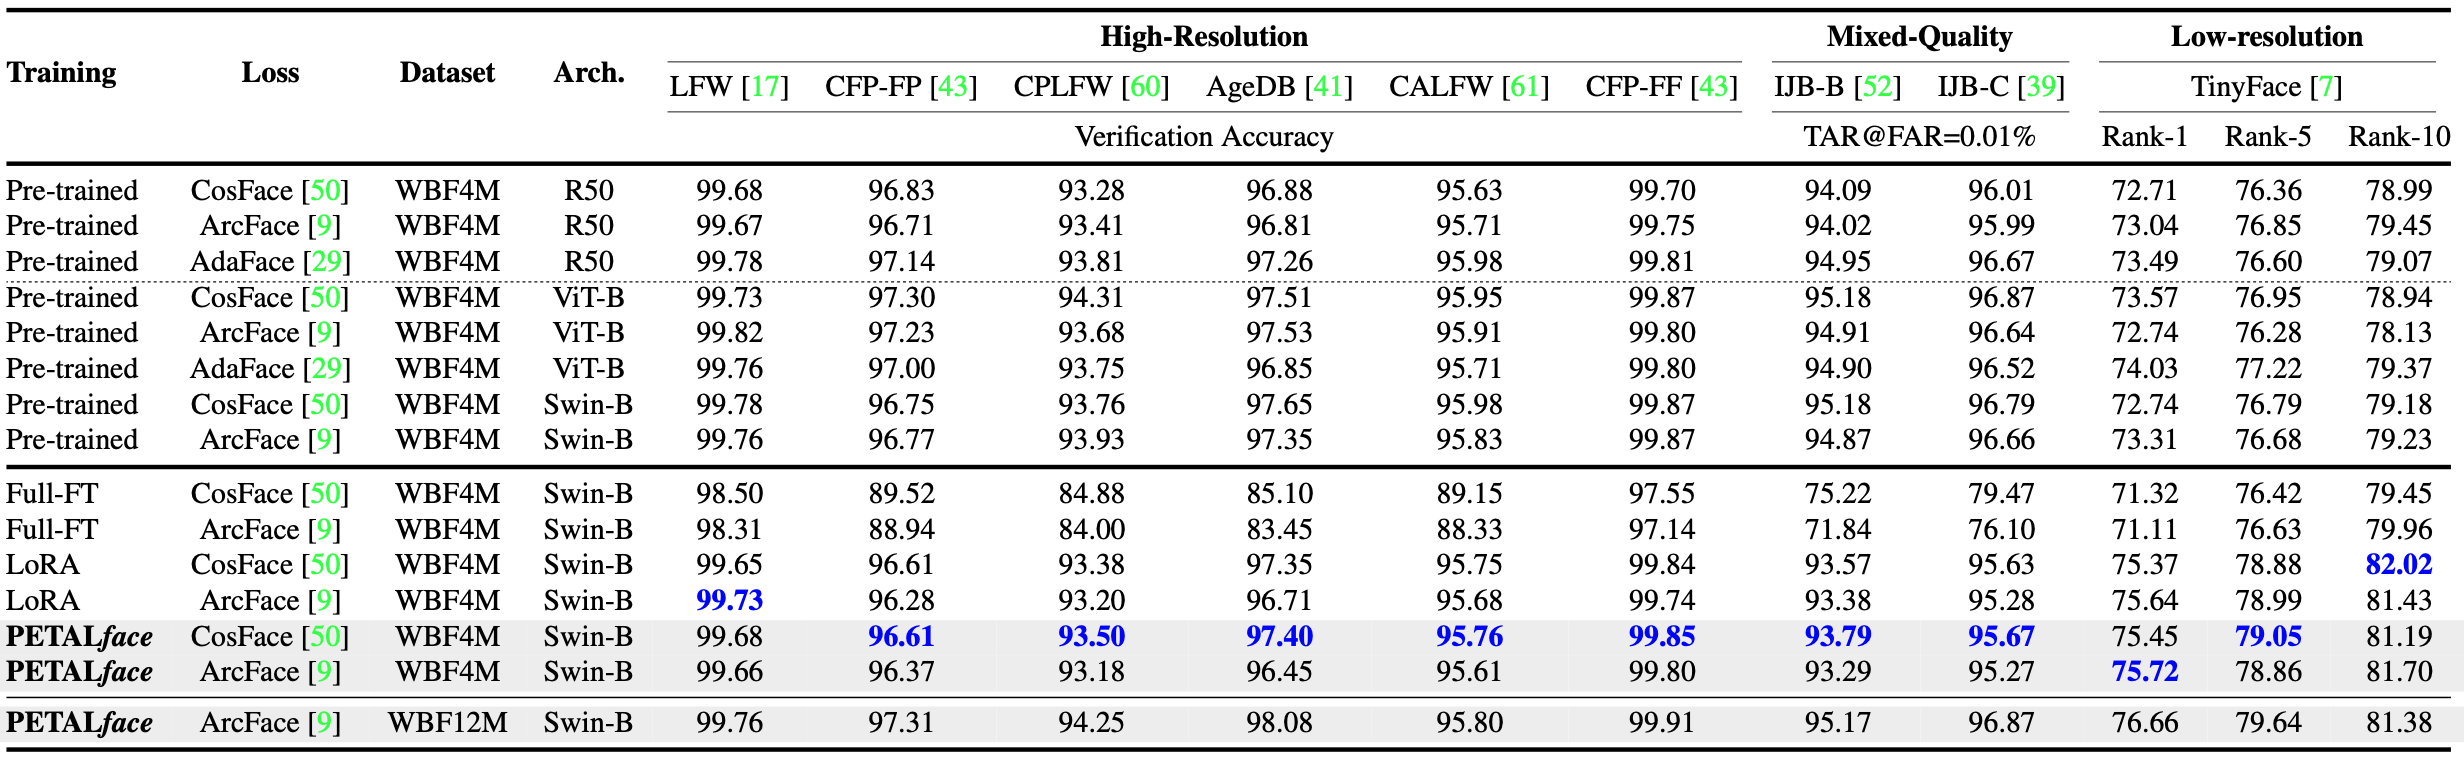 High-Resolution Mixed-Quality Low-resolution
Training Loss Dataset Arch.
LFW [17] CFP-FP [43] CPLFW [60] AgeDB [41] CALFW [61] CFP-FF [43] IJB-B [52] IJB-C [39] TinyFace [7]
Verification Accuracy TAR@FAR=0.01% Rank-1 Rank-5 Rank-10
Pre-trained CosFace [50] WBF4M R50 99.68 96.83 93.28 96.88 95.63 99.70 94.09 96.01 72.71 76.36 78.99
Pre-trained ArcFace [9] WBF4M R50 99.67 96.71 93.41 96.81 95.71 99.75 94.02 95.99 73.04 76.85 79.45
Pre-trained AdaFace [29] WBF4M R50 99.78 97.14 93.81 97.26 95.98 99.81 94.95 96.67 73.49 76.60 79.07
Pre-trained CosFace [50] WBF4M ViT-B 99.73 97.30 94.31 97.51 95.95 99.87 95.18 96.87 73.57 76.95 78.94
Pre-trained ArcFace [9] WBF4M ViT-B 99.82 97.23 93.68 97.53 95.91 99.80 94.91 96.64 72.74 76.28 78.13
Pre-trained AdaFace [29] WBF4M ViT-B 99.76 97.00 93.75 96.85 95.71 99.80 94.90 96.52 74.03 77.22 79.37
Pre-trained CosFace [50] WBF4M Swin-B 99.78 96.75 93.76 97.65 95.98 99.87 95.18 96.79 72.74 76.79 79.18
Pre-trained ArcFace [9] WBF4M Swin-B 99.76 96.77 93.93 97.35 95.83 99.87 94.87 96.66 73.31 76.68 79.23
Full-FT CosFace [50] WBF4M Swin-B 98.50 89.52 84.88 85.10 89.15 97.55 75.22 79.47 71.32 76.42 79.45
Full-FT ArcFace [9] WBF4M Swin-B 98.31 88.94 84.00 83.45 88.33 97.14 71.84 76.10 71.11 76.63 79.96
LoRA CosFace [50] WBF4M Swin-B 99.65 96.61 93.38 97.35 95.75 99.84 93.57 95.63 75.37 78.88 82.02
LoRA ArcFace [9] WBF4M Swin-B 99.73 96.28 93.20 96.71 95.68 99.74 93.38 95.28 75.64 78.99 81.43
PETALface CosFace [50] WBF4M Swin-B 99.68 96.61 93.50 97.40 95.76 99.85 93.79 95.67 75.45 79.05 81.19
PETALface ArcFace [9] WBF4M Swin-B 99.66 96.37 93.18 96.45 95.61 99.80 93.29 95.27 75.72 78.86 81.70
PETALface ArcFace [9] WBF12M Swin-B 99.76 97.31 94.25 98.08 95.80 99.91 95.17 96.87 76.66 79.64 81.38